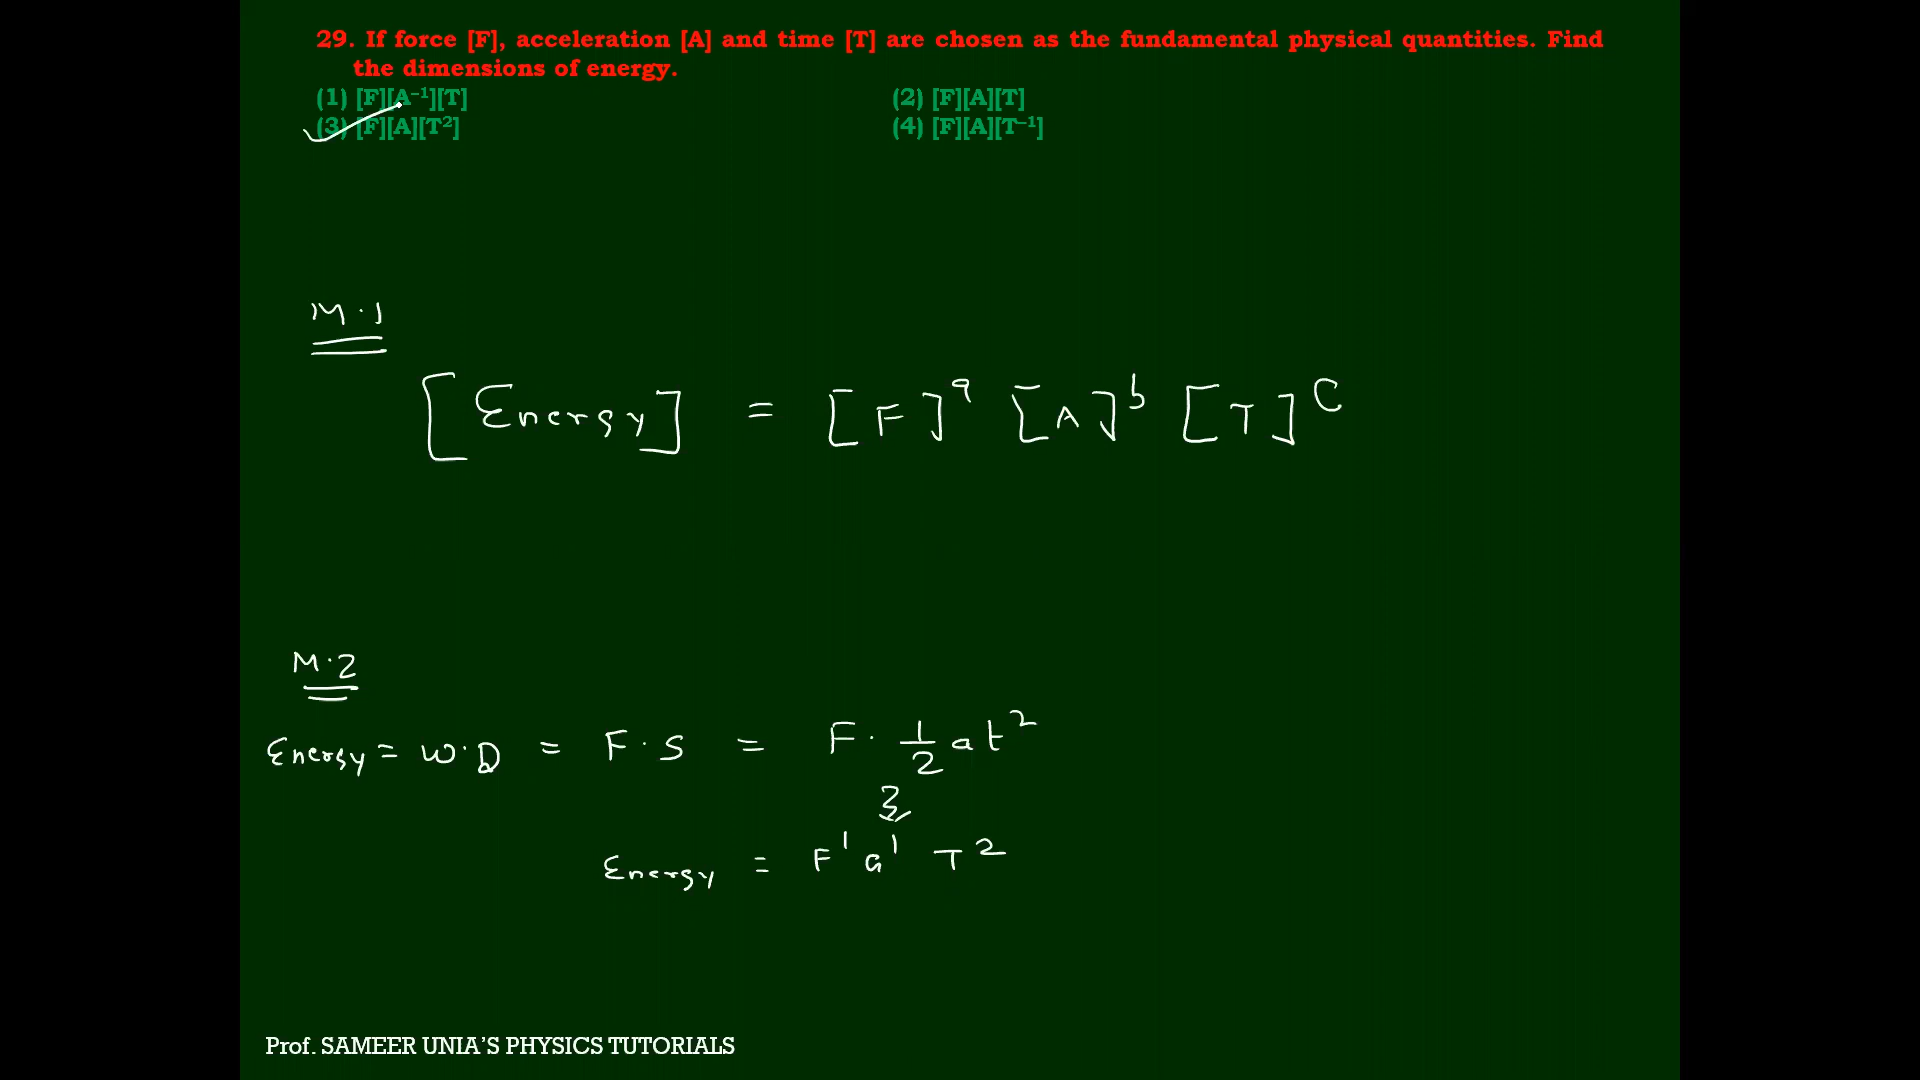 29. If force [F], acceleration [A] and time [T] are chosen as the fundamental physical quantities. Find
the dimensions of energy.
(1) [F][A⁻¹][T] (2) [F][A][T]
(3) [F][A][T²] (4) [F][A][T⁻¹]
M.1
[Energy] = [F]ᵃ [A]ᵇ [T]ᶜ
M.2
Energy = W.D = F.S = F. 1/2 at²
Energy = F¹ a¹ T²
Prof. SAMEER UNIA'S PHYSICS TUTORIALS